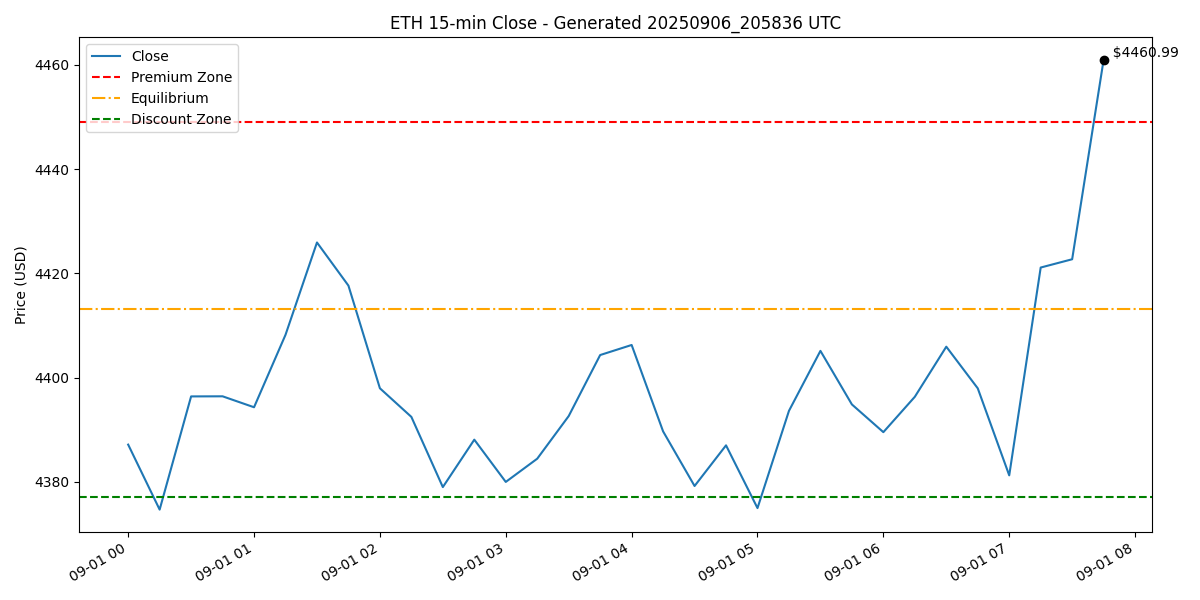 ETH 15-min Close - Generated 20250906_205836 UTC
Close
Premium Zone
Equilibrium
Discount Zone
$4460.99
Price (USD)
4460
4440
4420
4400
4380
09-01 00
09-01 01
09-01 02
09-01 03
09-01 04
09-01 05
09-01 06
09-01 07
09-01 08